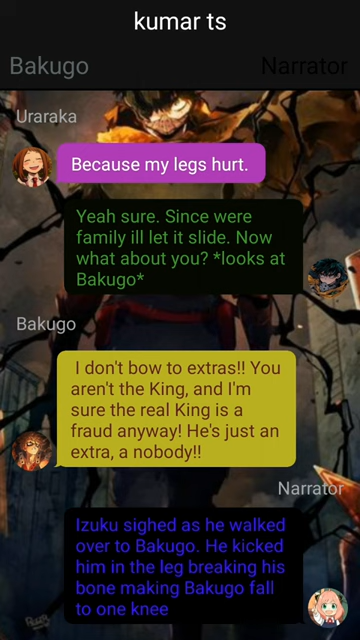 kumar ts
Bakugo
Narrator
Uraraka
Because my legs hurt.
Yeah sure. Since were
family ill let it slide. Now
what about you? *looks at
Bakugo*
Bakugo
I don't bow to extras!! You
aren't the King, and I'm
sure the real King is a
fraud anyway! He's just an
extra, a nobody!!
Narrator
Izuku sighed as he walked
over to Bakugo. He kicked
him in the leg breaking his
bone making Bakugo fall
to one knee